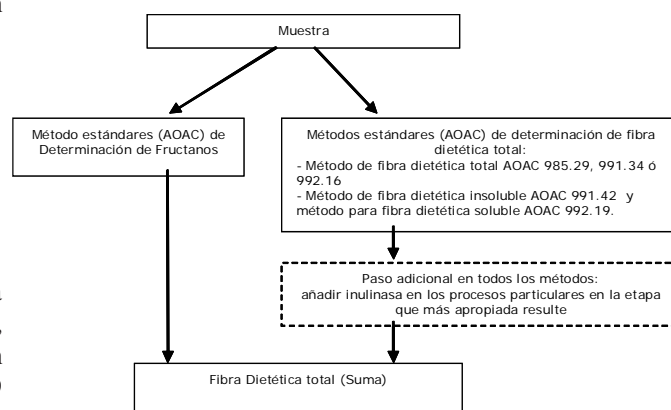 Muestra
Método estándares (AOAC) de
Determinación de Fructanos
Métodos estándares (AOAC) de determinación de fibra
dietética total:
- Método de fibra dietética total AOAC 985.29, 991.34 ó
992.16
- Método de fibra dietética insoluble AOAC 991.42 y
método para fibra dietética soluble AOAC 992.19.
Paso adicional en todos los métodos:
añadir inulinasa en los procesos particulares en la etapa
que más apropiada resulte
Fibra Dietética total (Suma)